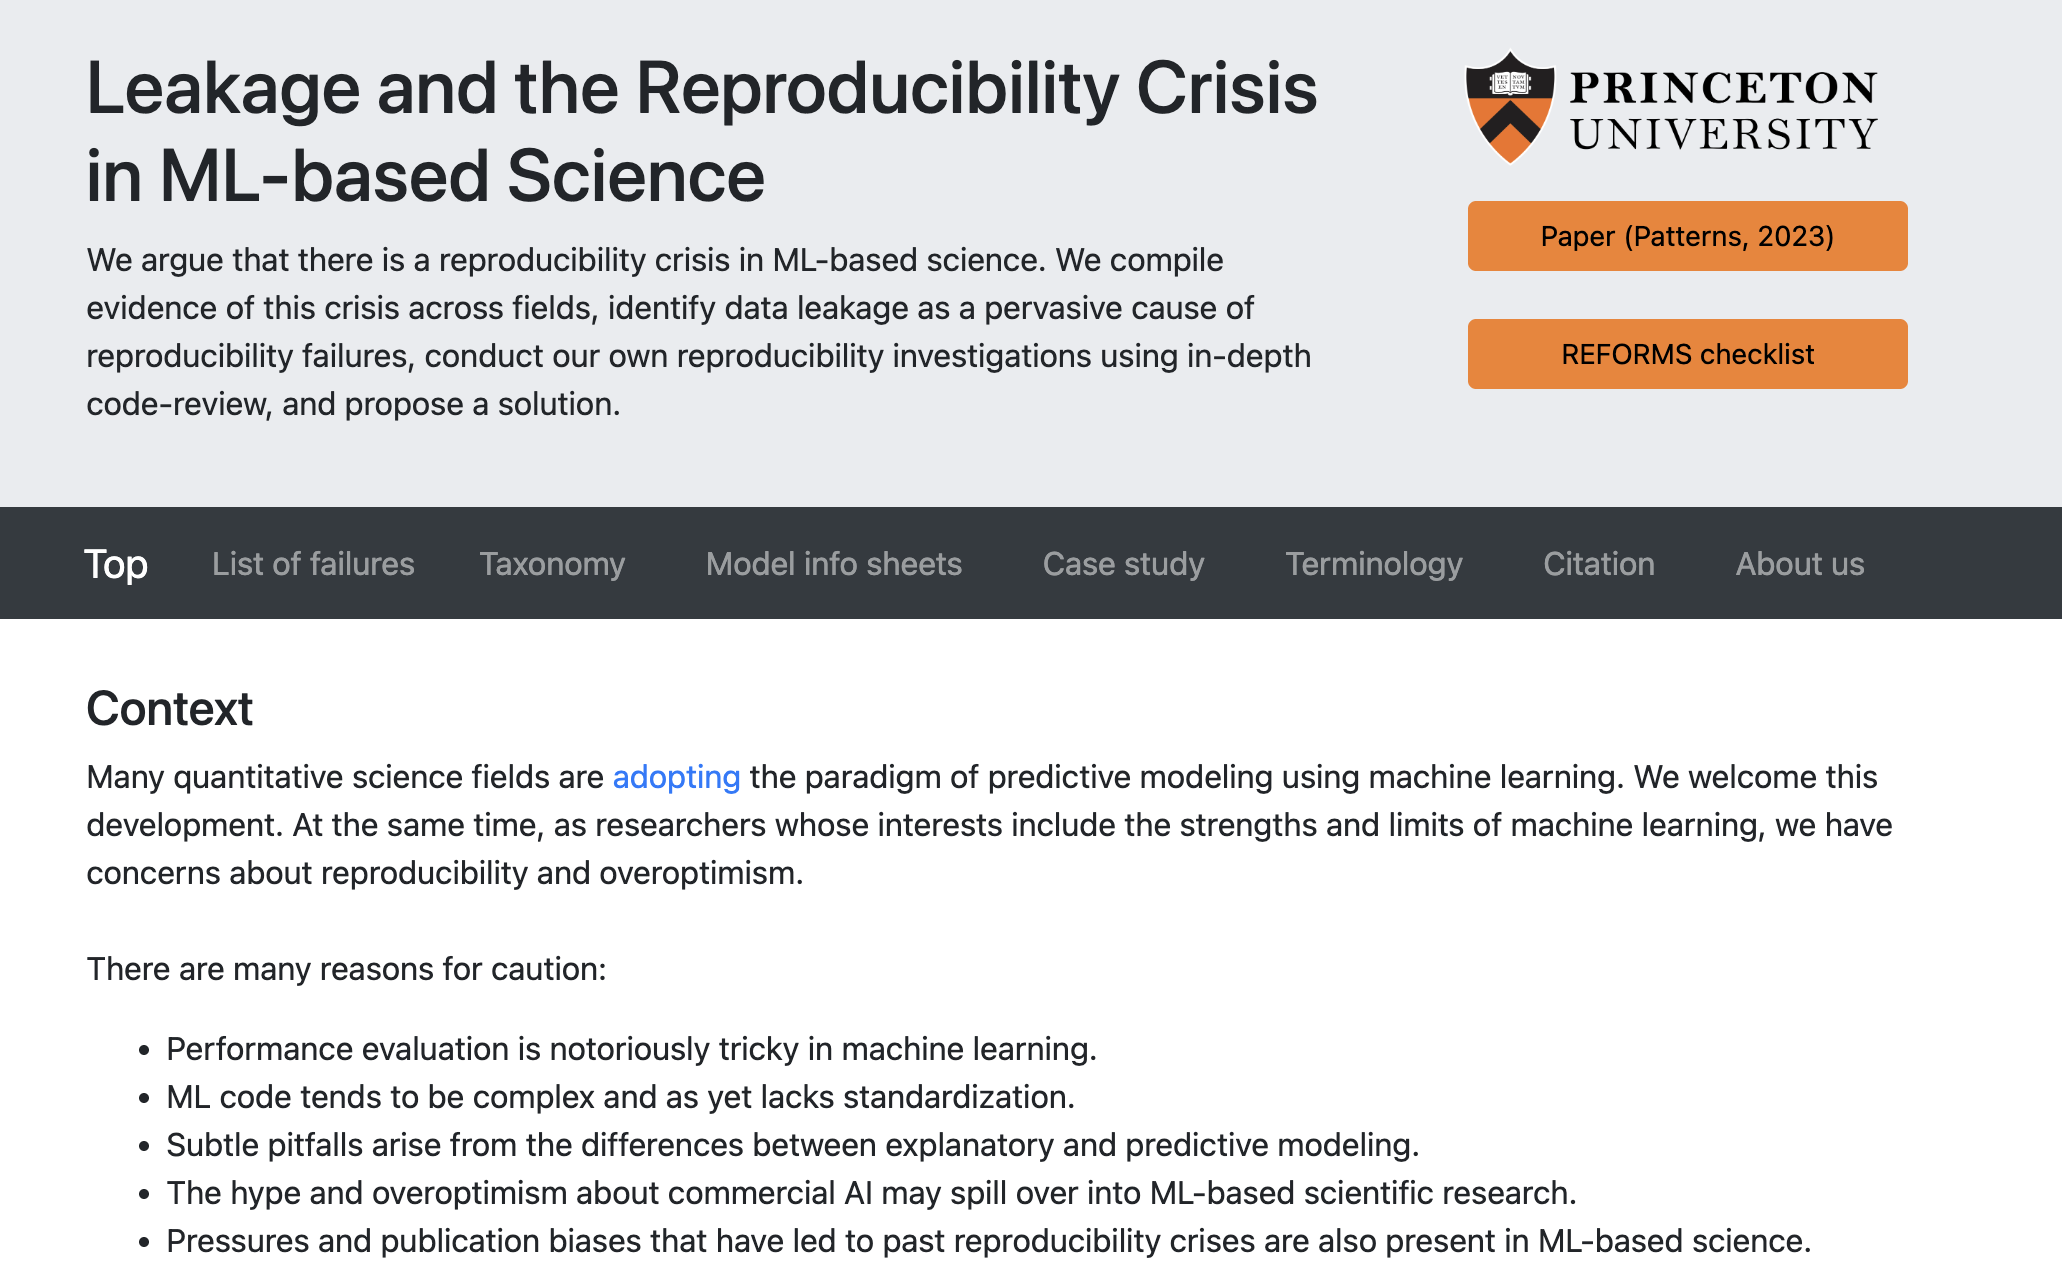 Leakage and the Reproducibility Crisis
in ML-based Science
We argue that there is a reproducibility crisis in ML-based science. We compile
evidence of this crisis across fields, identify data leakage as a pervasive cause of
reproducibility failures, conduct our own reproducibility investigations using in-depth
code-review, and propose a solution.
VET NOV
TES TAM
EN TVM
PRINCETON
UNIVERSITY
Paper (Patterns, 2023)
REFORMS checklist
Top List of failures Taxonomy Model info sheets Case study Terminology Citation About us
Context
Many quantitative science fields are adopting the paradigm of predictive modeling using machine learning. We welcome this
development. At the same time, as researchers whose interests include the strengths and limits of machine learning, we have
concerns about reproducibility and overoptimism.
There are many reasons for caution:
• Performance evaluation is notoriously tricky in machine learning.
• ML code tends to be complex and as yet lacks standardization.
• Subtle pitfalls arise from the differences between explanatory and predictive modeling.
• The hype and overoptimism about commercial AI may spill over into ML-based scientific research.
• Pressures and publication biases that have led to past reproducibility crises are also present in ML-based science.